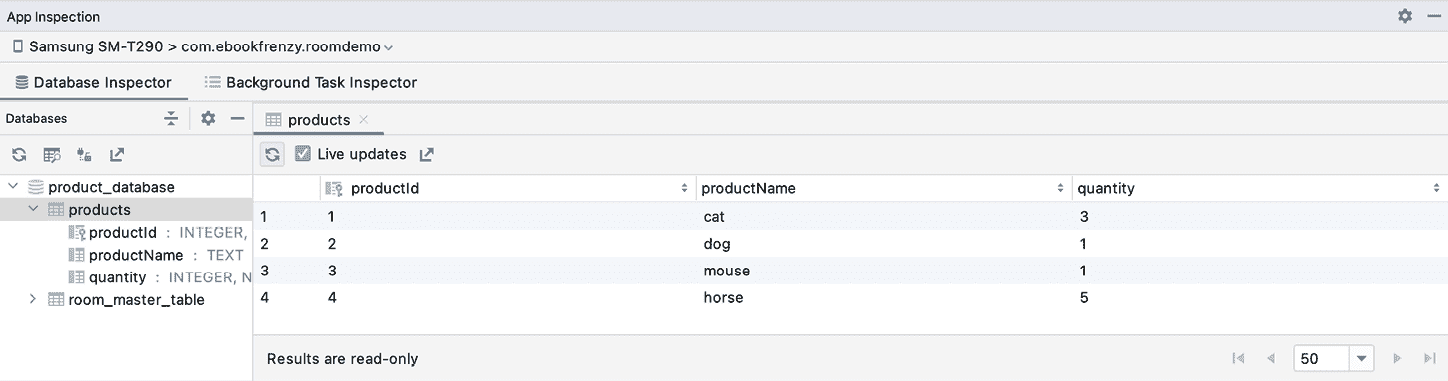 App Inspection
Samsung SM-T290 > com.ebookfrenzy.roomdemo
Database Inspector Background Task Inspector
Databases products
Live updates
product_database
products
productId : INTEGER,
productName : TEXT
quantity : INTEGER, N
room_master_table
productId productName quantity
1 1 cat 3
2 2 dog 1
3 3 mouse 1
4 4 horse 5
Results are read-only 50